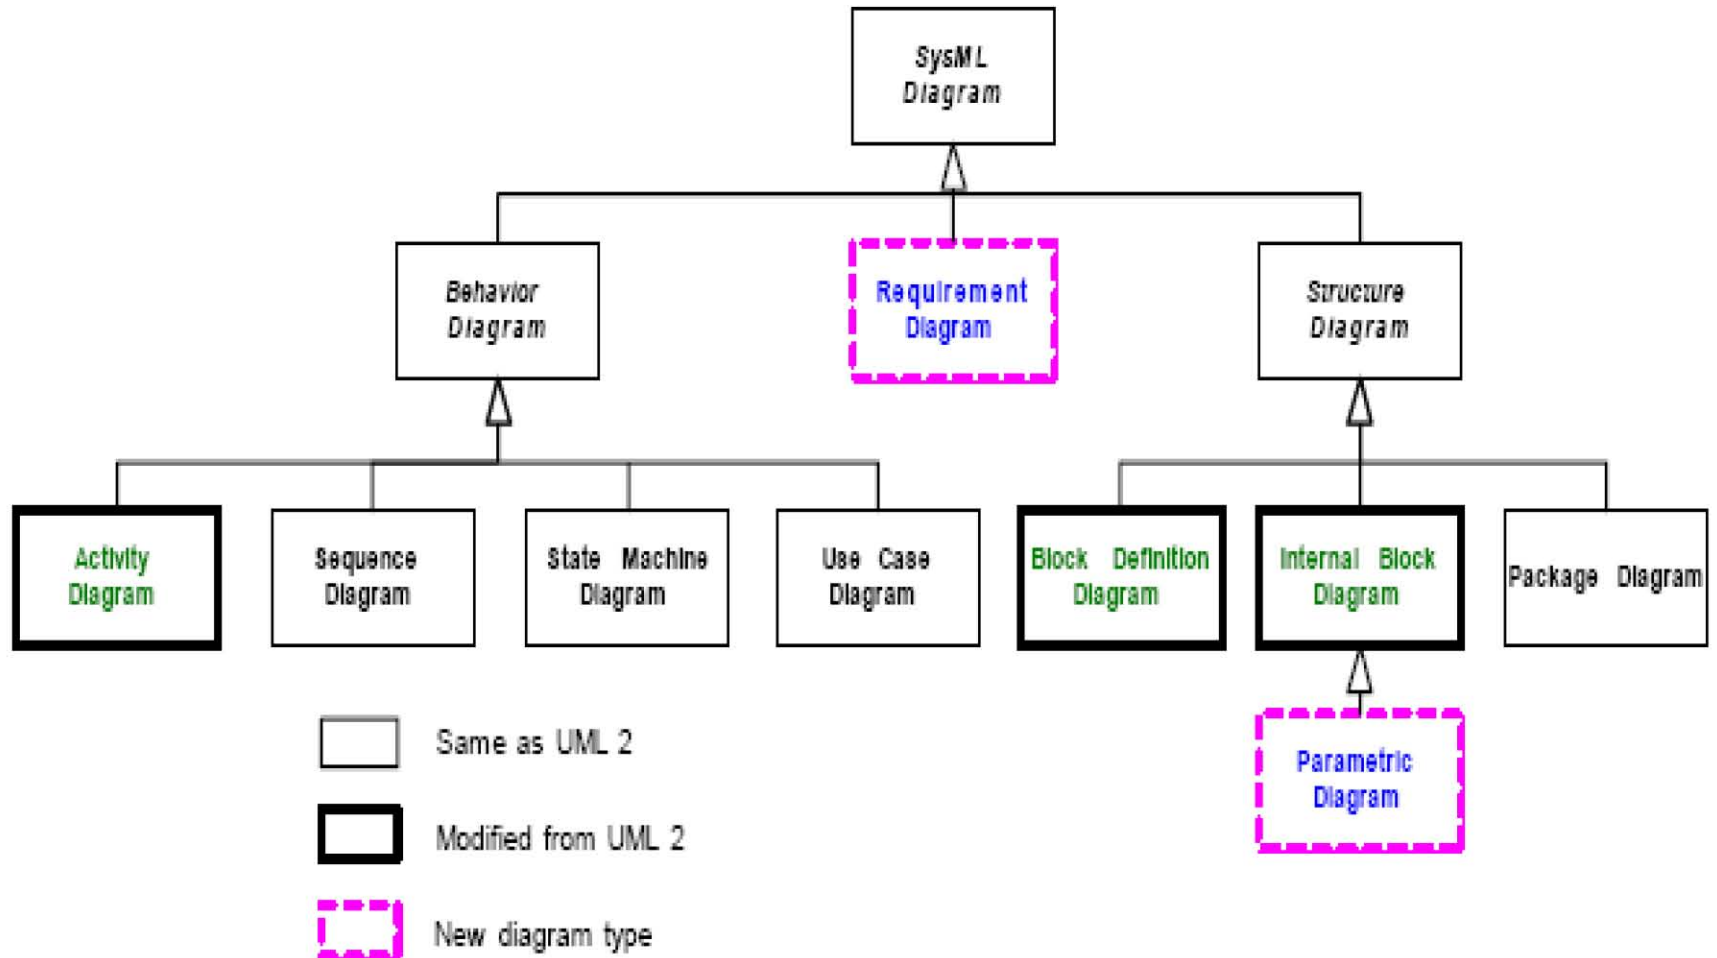 SysML
Diagram
Behavior
Diagram
Requirement
Diagram
Structure
Diagram
Activity
Diagram
Sequence
Diagram
State Machine
Diagram
Use Case
Diagram
Block Definition
Diagram
Internal Block
Diagram
Package Diagram
Parametric
Diagram
Same as UML 2
Modified from UML 2
New diagram type